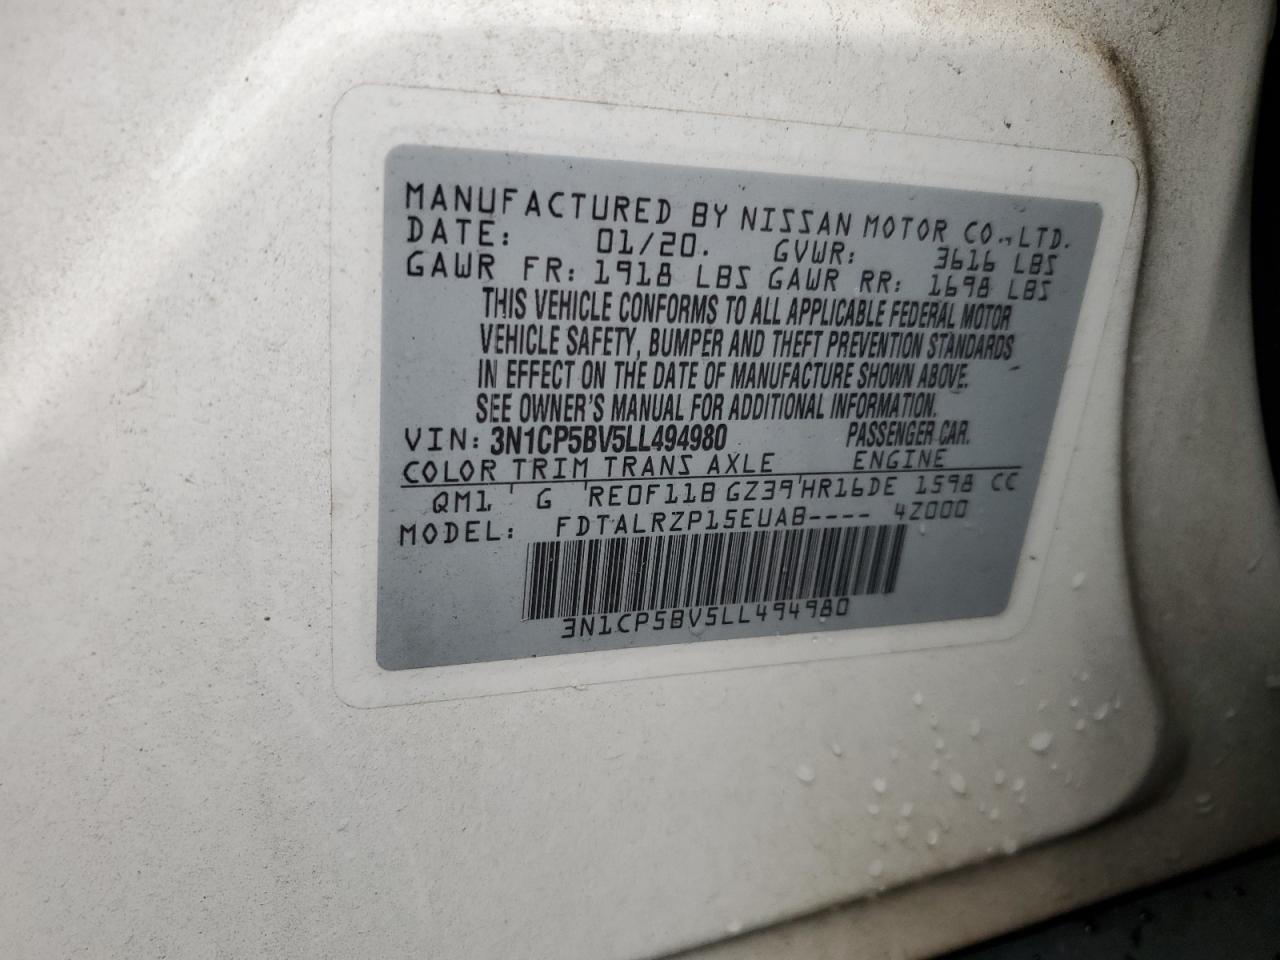 MANUFACTURED BY NISSAN MOTOR CO., LTD.
DATE: 01/20. GVWR: 3616 LBS
GAWR FR: 1918 LBS GAWR RR: 1698 LBS
THIS VEHICLE CONFORMS TO ALL APPLICABLE FEDERAL MOTOR
VEHICLE SAFETY, BUMPER AND THEFT PREVENTION STANDARDS
IN EFFECT ON THE DATE OF MANUFACTURE SHOWN ABOVE.
SEE OWNER'S MANUAL FOR ADDITIONAL INFORMATION.
VIN: 3N1CP5BV5LL494980 PASSENGER CAR.
COLOR TRIM TRANS AXLE ENGINE
QM1 ' G 'RE0F11B GZ39'HR16DE 1598 CC
MODEL: FDTALRZP15EUAB---- 4Z000
3N1CP5BV5LL494980